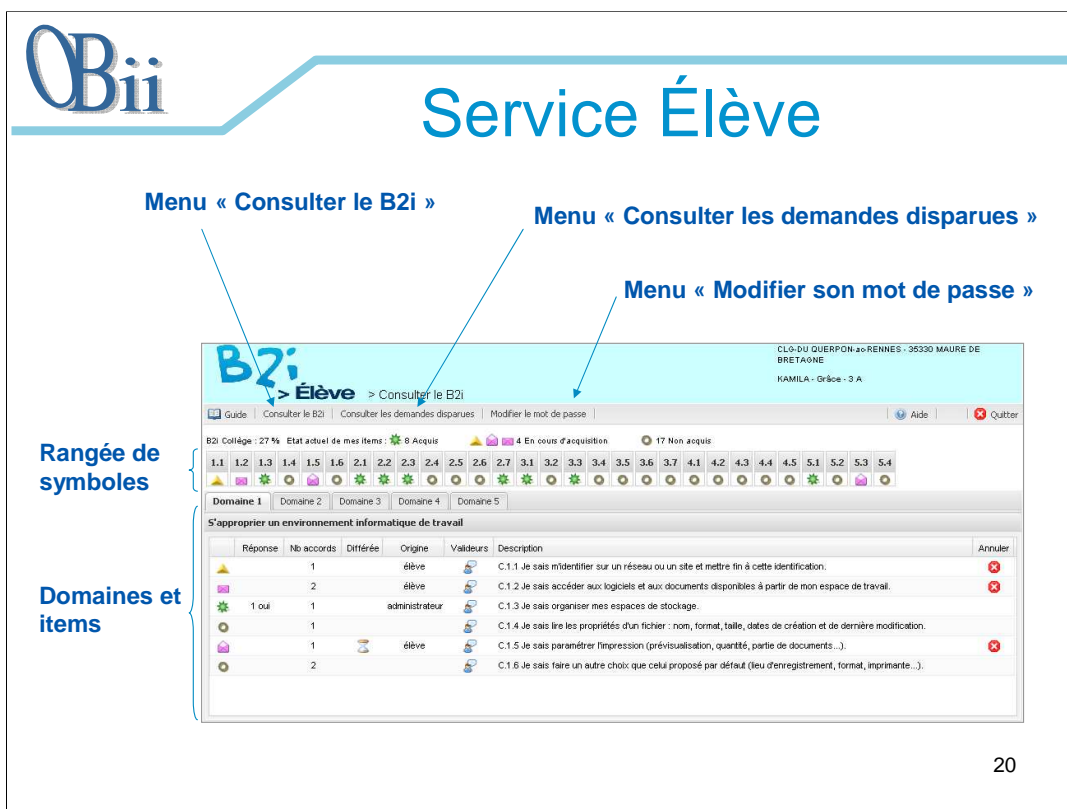 OBii
Service Élève
Menu « Consulter le B2i »
Menu « Consulter les demandes disparues »
Menu « Modifier son mot de passe »
B2i
> Élève > Consulter le B2i
CLG-DU QUERPON-ac-RENNES - 35330 MAURE DE
BRETAGNE
KAMILA - Grâce - 3 A
Guide | Consulter le B2i | Consulter les demandes disparues | Modifier le mot de passe | Aide | Quitter
B2i Collège : 27 % Etat actuel de mes items : 8 Acquis 4 En cours d'acquisition 17 Non acquis
Rangée de
symboles
1.1 1.2 1.3 1.4 1.5 1.6 2.1 2.2 2.3 2.4 2.5 2.6 2.7 3.1 3.2 3.3 3.4 3.5 3.6 3.7 4.1 4.2 4.3 4.4 4.5 5.1 5.2 5.3 5.4
Domaine 1 Domaine 2 Domaine 3 Domaine 4 Domaine 5
S'approprier un environnement informatique de travail
Réponse Nb accords Différée Origine Valideurs Description Annuler
1 élève C.1.1 Je sais m'identifier sur un réseau ou un site et mettre fin à cette identification.
2 élève C.1.2 Je sais accéder aux logiciels et aux documents disponibles à partir de mon espace de travail.
Domaines et
items
1 oui 1 administrateur C.1.3 Je sais organiser mes espaces de stockage.
1 C.1.4 Je sais lire les propriétés d'un fichier : nom, format, taille, dates de création et de dernière modification.
1 élève C.1.5 Je sais paramétrer l'impression (prévisualisation, quantité, partie de documents...).
2 C.1.6 Je sais faire un autre choix que celui proposé par défaut (lieu d'enregistrement, format, imprimante...).
20